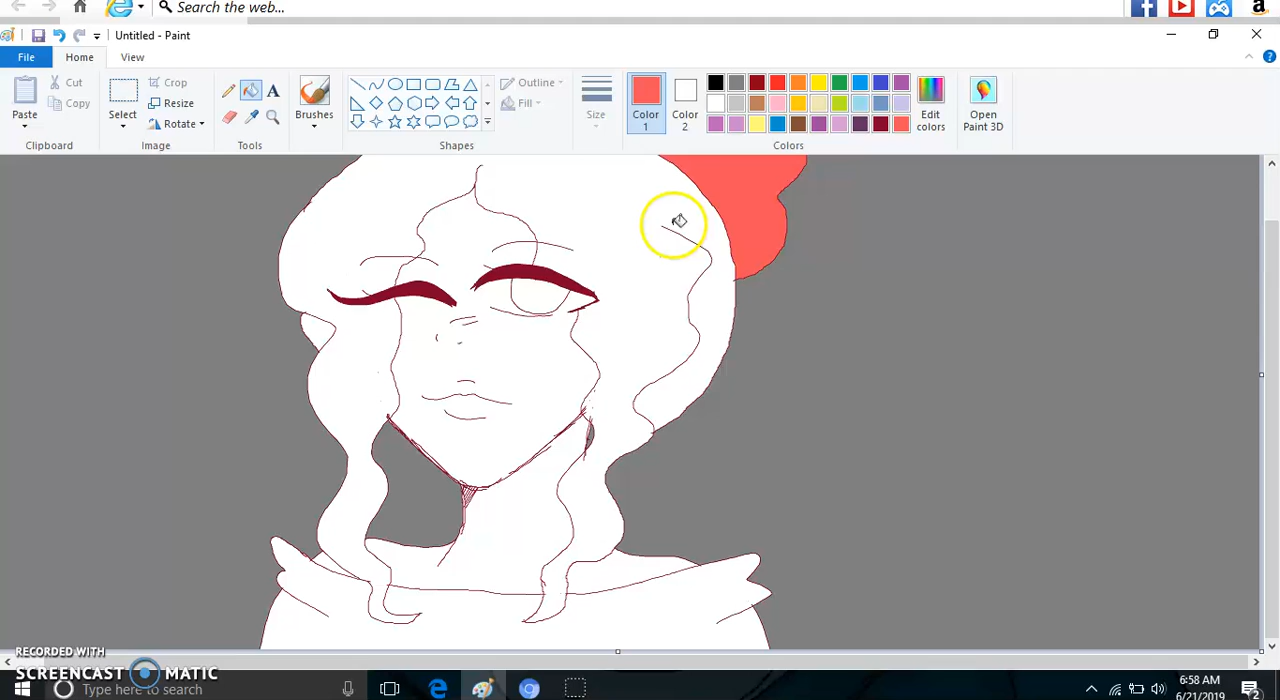 Search the web...
Untitled - Paint
File Home View
Paste
Cut
Copy
Clipboard
Select
Crop
Resize
Rotate
Image
A
Tools
Brushes
Shapes
Outline
Fill
Size
Color 1
Color 2
Colors
Edit colors
Open Paint 3D
RECORDED WITH
SCREENCAST MATIC
Type here to search
6:58 AM
6/21/2019
2